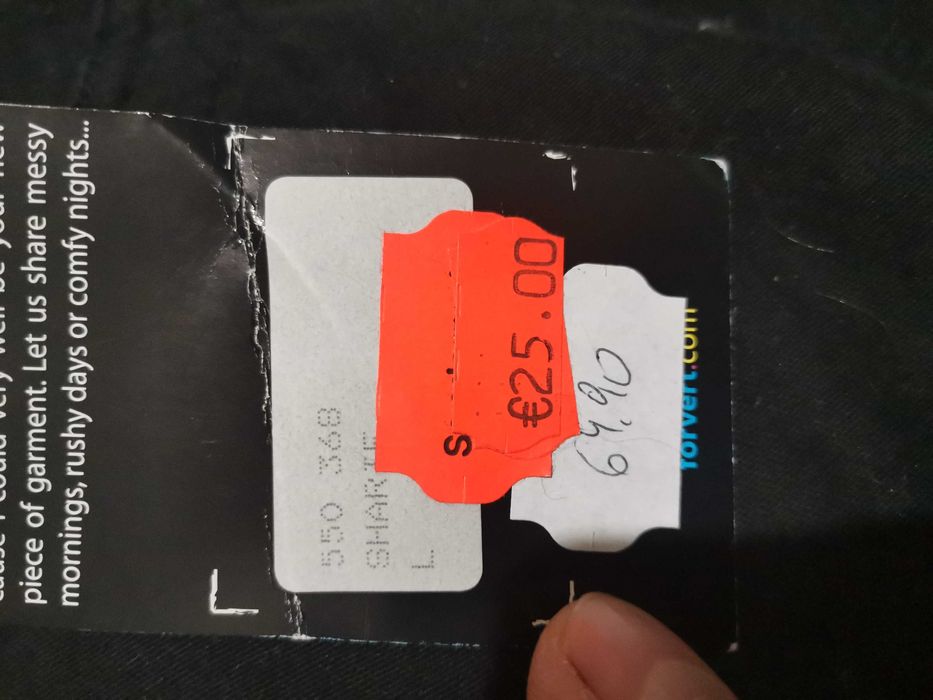 piece of garment. Let us share messy
mornings, rushy days or comfy nights...
550 368
L
S
€25.00
64.90
forvert.com